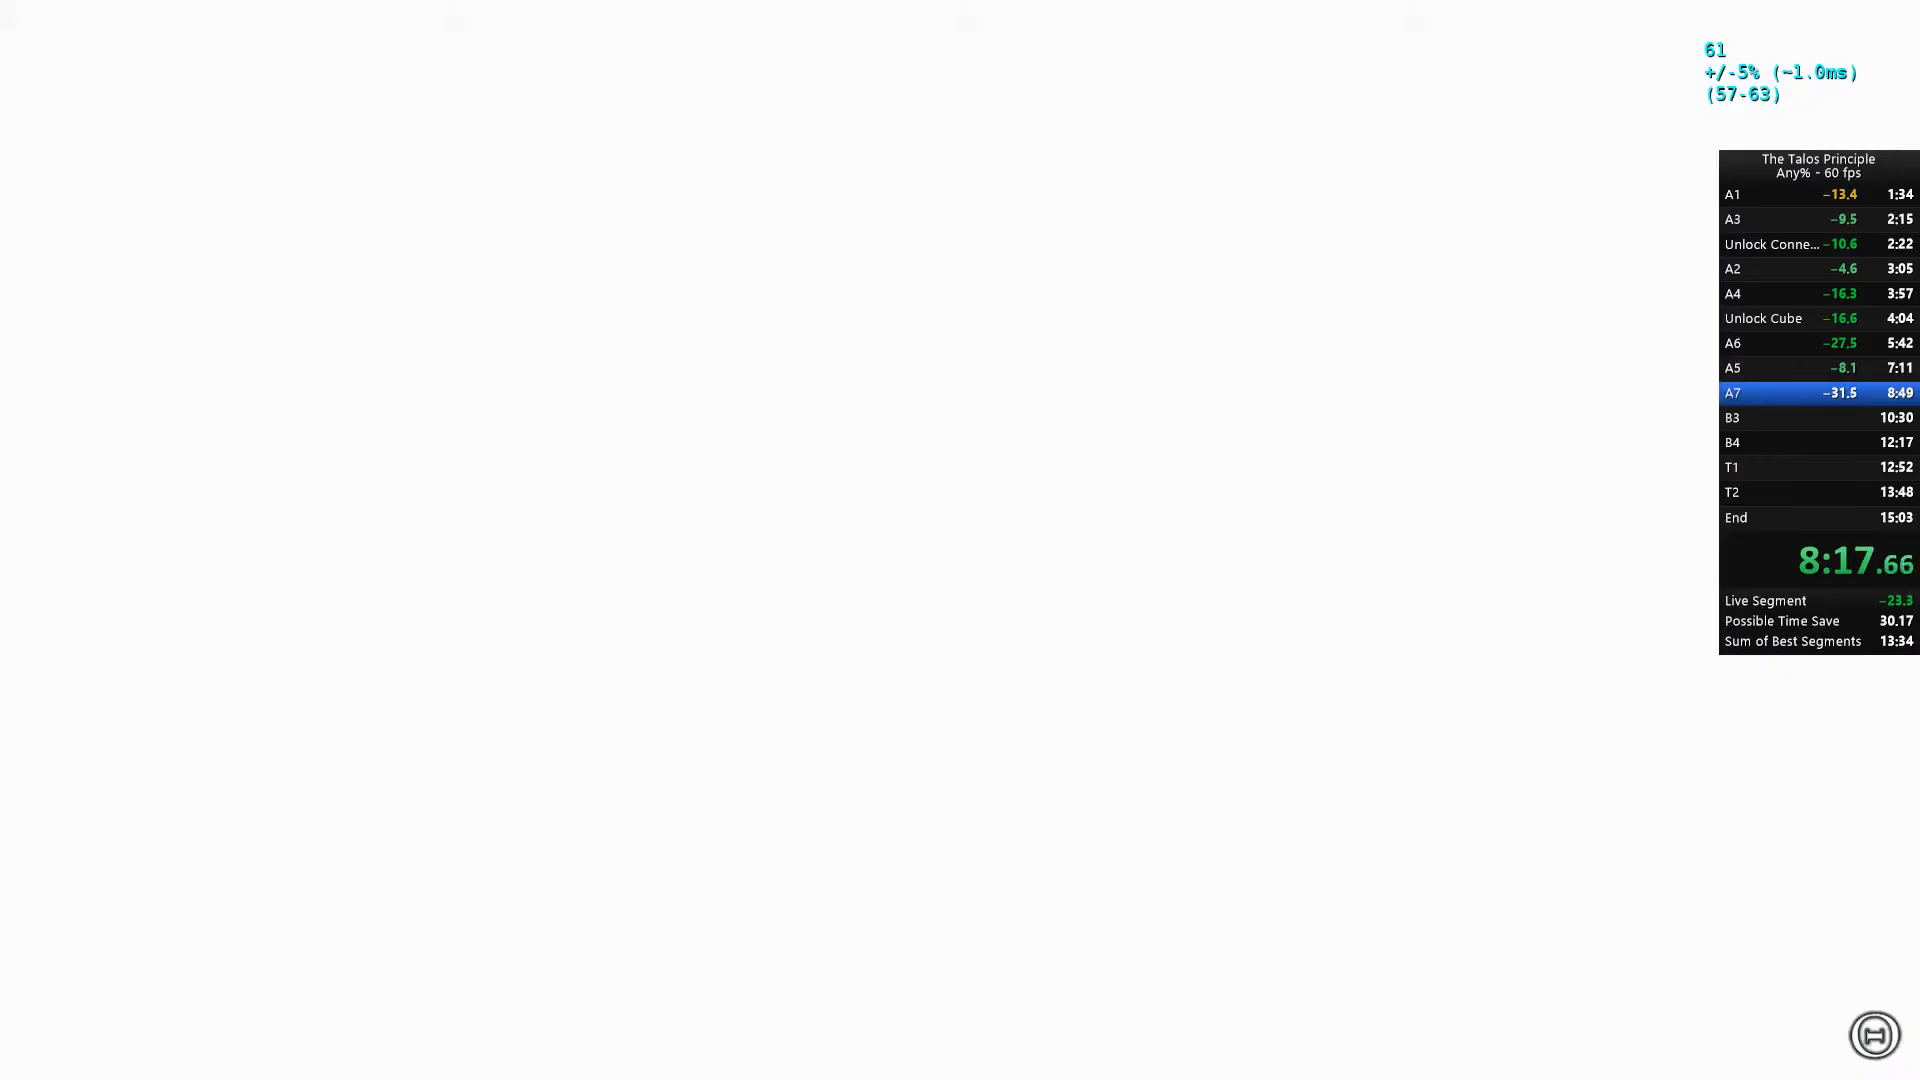 61
+/-5% (~1.0ms)
(57-63)
The Talos Principle
Any% - 60 fps
A1 −13.4 1:34
A3 −9.5 2:15
Unlock Conne... −10.6 2:22
A2 −4.6 3:05
A4 −16.3 3:57
Unlock Cube −16.6 4:04
A6 −27.5 5:42
A5 −8.1 7:11
A7 −31.5 8:49
B3 10:30
B4 12:17
T1 12:52
T2 13:48
End 15:03
8:17.66
Live Segment −23.3
Possible Time Save 30.17
Sum of Best Segments 13:34